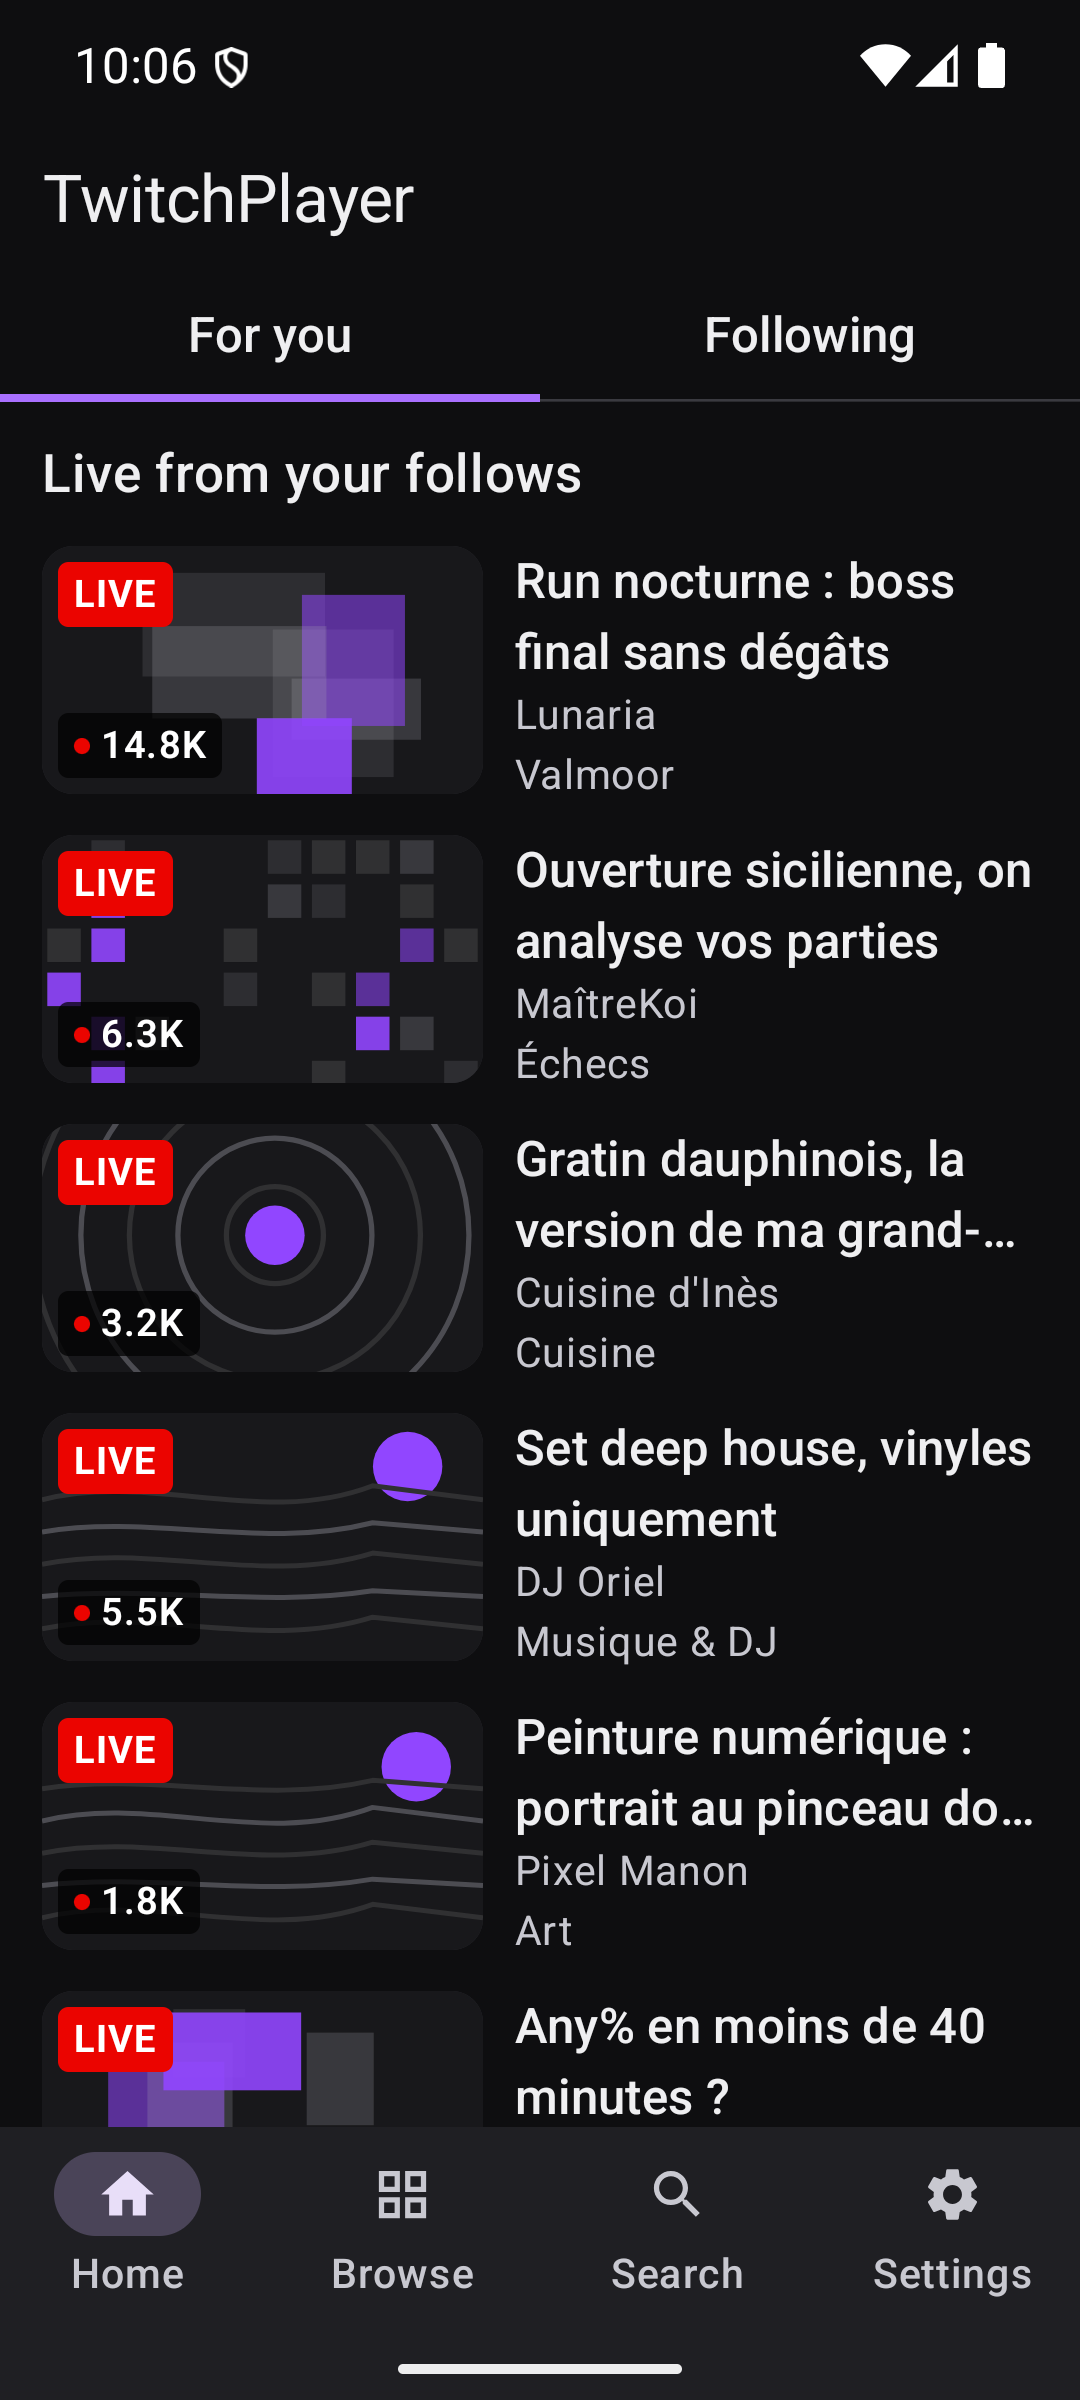 10:06
TwitchPlayer
For you
Following
Live from your follows
LIVE
14.8K
Run nocturne : boss
final sans dégâts
Lunaria
Valmoor
LIVE
6.3K
Ouverture sicilienne, on
analyse vos parties
MaîtreKoi
Échecs
LIVE
3.2K
Gratin dauphinois, la
version de ma grand-…
Cuisine d'Inès
Cuisine
LIVE
5.5K
Set deep house, vinyles
uniquement
DJ Oriel
Musique & DJ
LIVE
1.8K
Peinture numérique :
portrait au pinceau do…
Pixel Manon
Art
LIVE
Any% en moins de 40
minutes ?
Home
Browse
Search
Settings